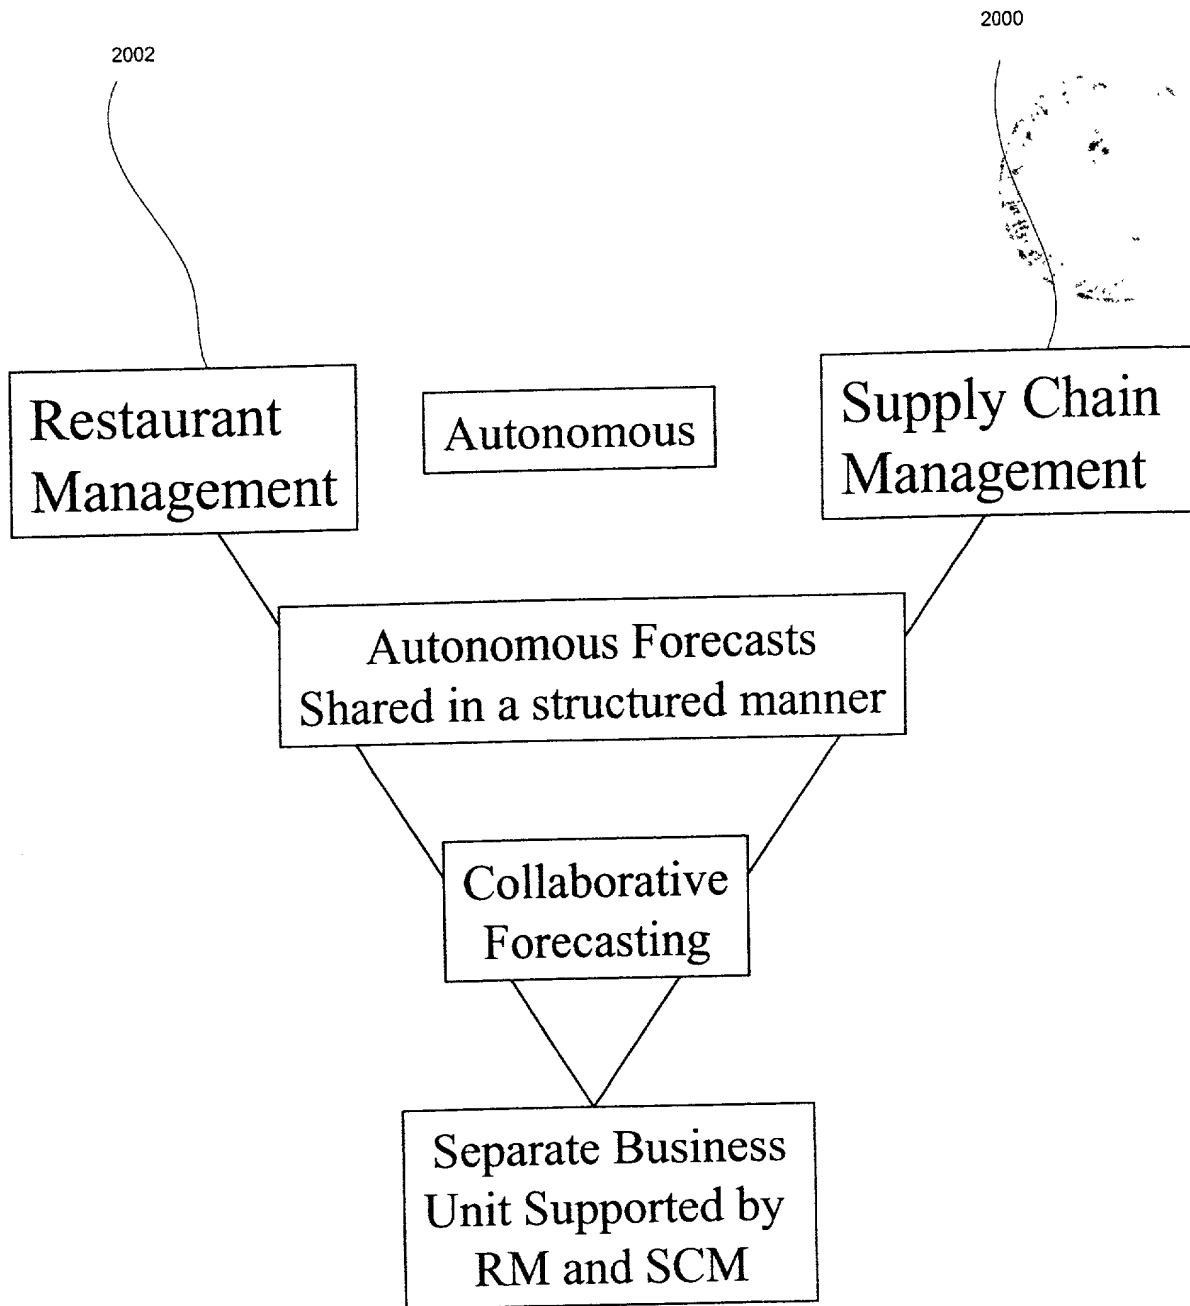 2002
2000
Restaurant
Management
Autonomous
Supply Chain
Management
Autonomous Forecasts
Shared in a structured manner
Collaborative
Forecasting
Separate Business
Unit Supported by
RM and SCM